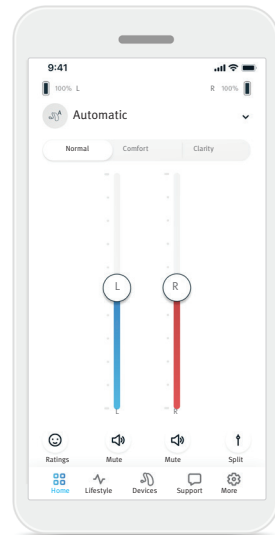 9:41
100% L R 100%
A Automatic
Normal Comfort Clarity
L R
L R
Ratings Mute Mute Split
Home Lifestyle Devices Support More